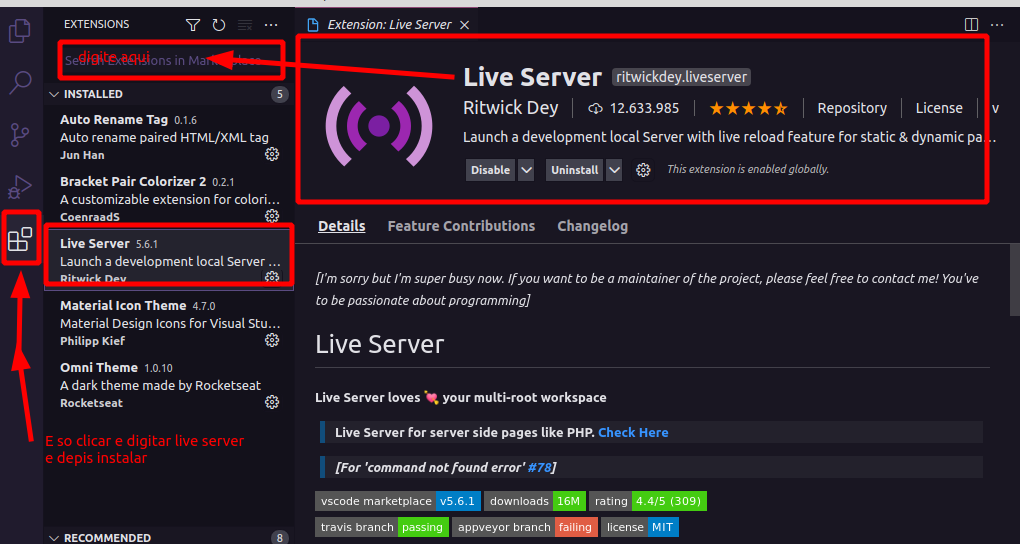 EXTENSIONS
Extension: Live Server
digite aqui
Search Extensions in Marketplace
INSTALLED 5
Auto Rename Tag 0.1.6
Auto rename paired HTML/XML tag
Jun Han
Bracket Pair Colorizer 2 0.2.1
A customizable extension for colori…
CoenraadS
Live Server 5.6.1
Launch a development local Server …
Ritwick Dey
Material Icon Theme 4.7.0
Material Design Icons for Visual Stu…
Philipp Kief
Omni Theme 1.0.10
A dark theme made by Rocketseat
Rocketseat
E so clicar e digitar live server
e depis instalar
RECOMMENDED 8
Live Server ritwickdey.liveserver
Ritwick Dey 12.633.985 Repository License v
Launch a development local Server with live reload feature for static & dynamic pa…
Disable Uninstall This extension is enabled globally.
Details Feature Contributions Changelog
[I'm sorry but I'm super busy now. If you want to be a maintainer of the project, please feel free to contact me! You've
to be passionate about programming]
Live Server
Live Server loves 💘 your multi-root workspace
Live Server for server side pages like PHP. Check Here
[For 'command not found error' #78]
vscode marketplace v5.6.1 downloads 16M rating 4.4/5 (309)
travis branch passing appveyor branch failing license MIT